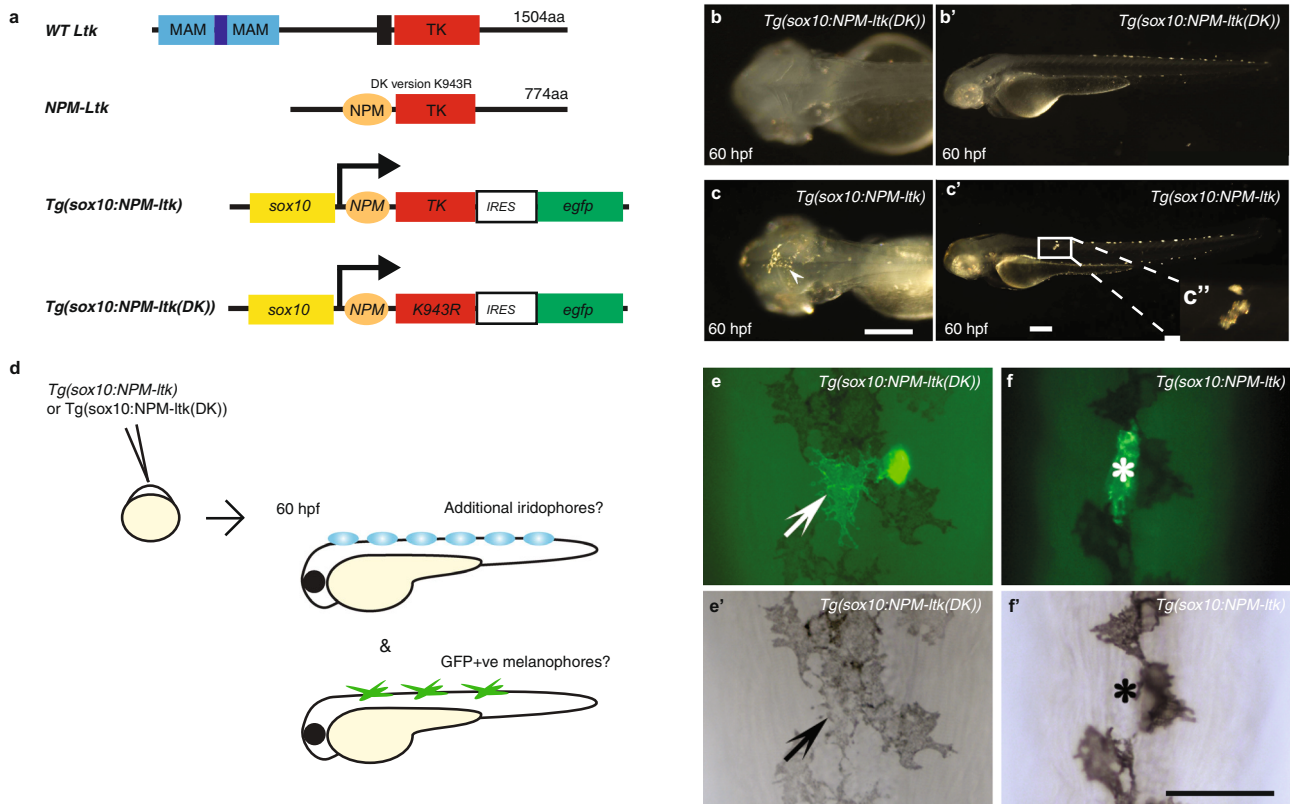 a
WT Ltk
MAM
MAM
TK
1504aa
NPM-Ltk
DK version K943R
NPM
TK
774aa
Tg(sox10:NPM-ltk)
sox10
NPM
TK
IRES
egfp
Tg(sox10:NPM-ltk(DK))
sox10
NPM
K943R
IRES
egfp
b
Tg(sox10:NPM-ltk(DK))
60 hpf
b'
Tg(sox10:NPM-ltk(DK))
60 hpf
c
Tg(sox10:NPM-ltk)
60 hpf
c'
Tg(sox10:NPM-ltk)
60 hpf
c''
d
Tg(sox10:NPM-ltk)
or Tg(sox10:NPM-ltk(DK))
60 hpf
Additional iridophores?
&
GFP+ve melanophores?
e
Tg(sox10:NPM-ltk(DK))
f
Tg(sox10:NPM-ltk)
e'
Tg(sox10:NPM-ltk(DK))
f'
Tg(sox10:NPM-ltk)